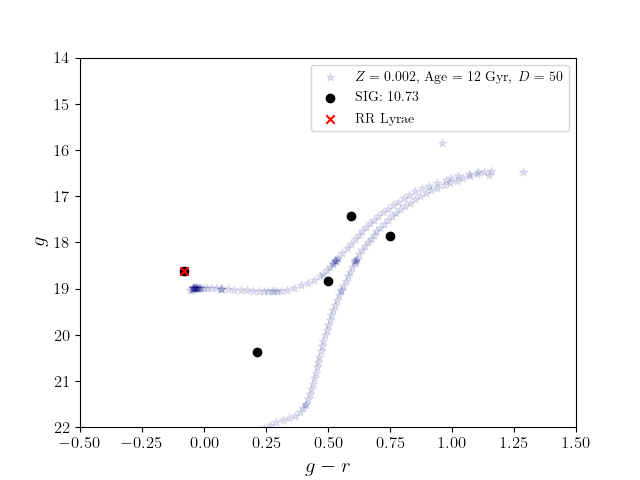 14
15
16
17
18
19
20
21
22
g
Z = 0.002, Age = 12 Gyr, D = 50
SIG: 10.73
RR Lyrae
−0.50 −0.25 0.00 0.25 0.50 0.75 1.00 1.25 1.50
g − r